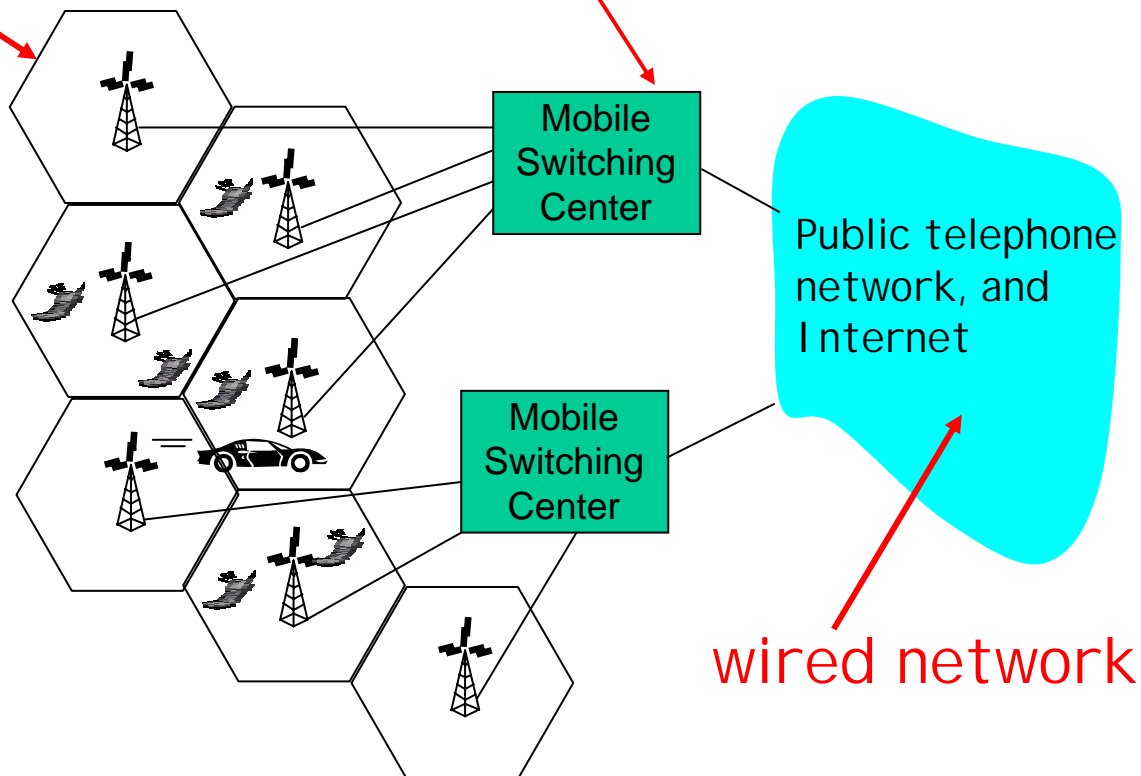 Mobile
Switching
Center
Public telephone
network, and
Internet
Mobile
Switching
Center
wired network